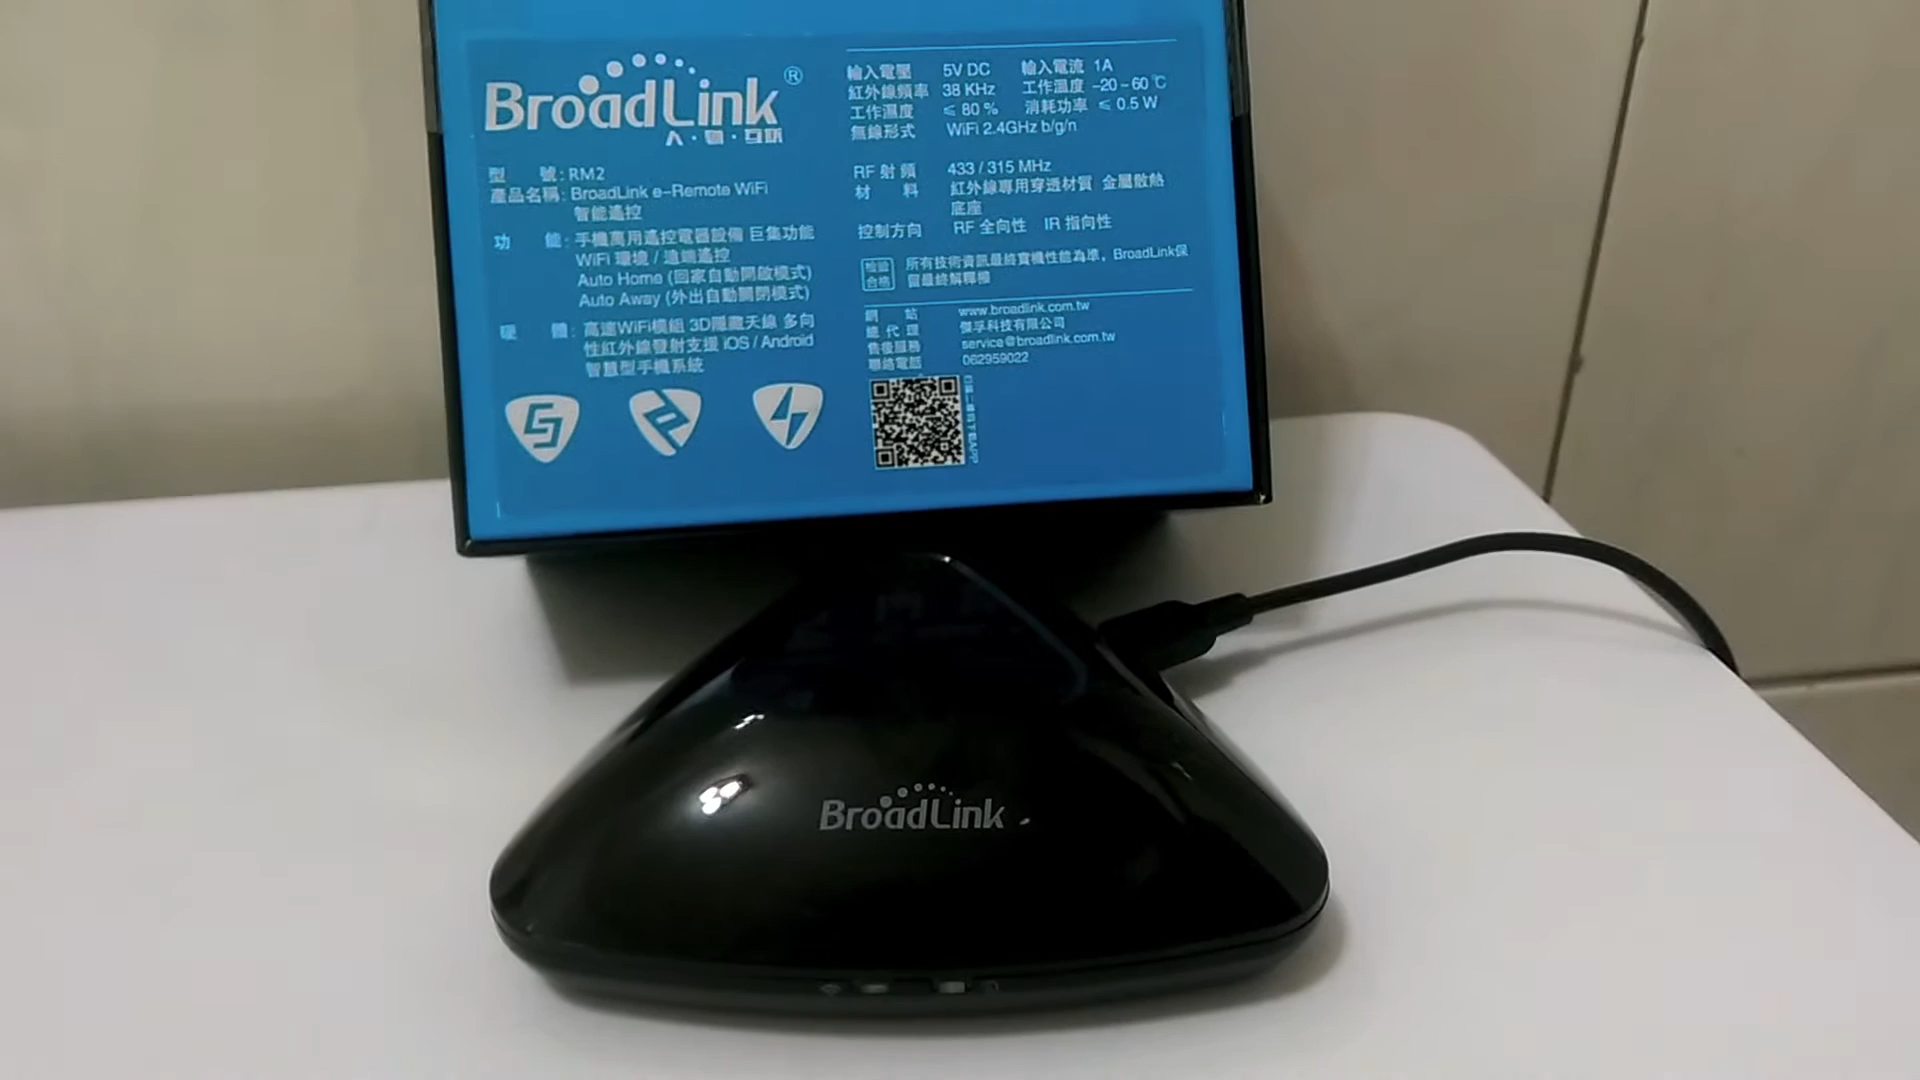 BroadLink®
人·物·互聯
型 號: RM2
產品名稱: BroadLink e-Remote WiFi
智能遙控
功 能: 手機萬用遙控電器設備 巨集功能
WiFi 環境 / 遠端遙控
Auto Home (回家自動開啟模式)
Auto Away (外出自動關閉模式)
硬 體: 高速WiFi模組 3D隱藏天線 多向
性紅外線發射支援 iOS / Android
智慧型手機系統
輸入電壓 5V DC 輸入電流 1A
紅外線頻率 38 KHz 工作溫度 -20-60℃
工作濕度 ≤ 80 % 消耗功率 ≤ 0.5 W
無線形式 WiFi 2.4GHz b/g/n
RF 射 頻 433 / 315 MHz
材 料 紅外線專用穿透材質 金屬散熱
底座
控制方向 RF 全向性 IR 指向性
檢驗合格 所有技術資訊最終實機性能為準，BroadLink保
留最終解釋權
網 站 www.broadlink.com.tw
總 代 理 傑孚科技有限公司
售後服務 service@broadlink.com.tw
聯絡電話 062959022
BroadLink